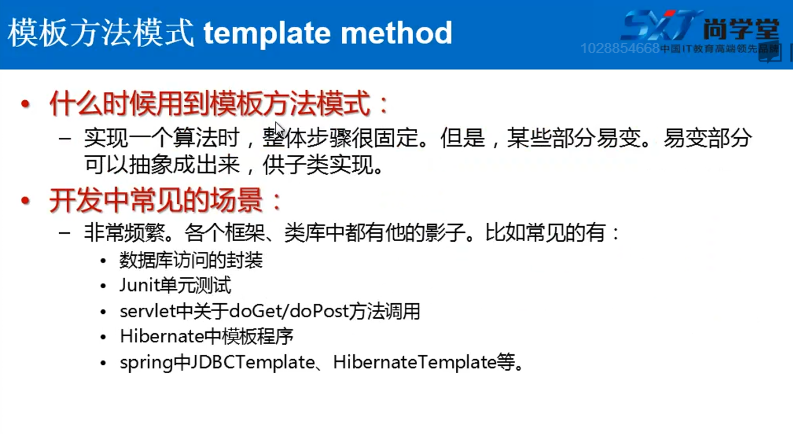 模板方法模式 template method
SXT 尚学堂
1028854668 中国IT教育高端领先品牌
• 什么时候用到模板方法模式：
– 实现一个算法时，整体步骤很固定。但是，某些部分易变。易变部分
可以抽象成出来，供子类实现。
• 开发中常见的场景：
– 非常频繁。各个框架、类库中都有他的影子。比如常见的有：
• 数据库访问的封装
• Junit单元测试
• servlet中关于doGet/doPost方法调用
• Hibernate中模板程序
• spring中JDBCTemplate、HibernateTemplate等。